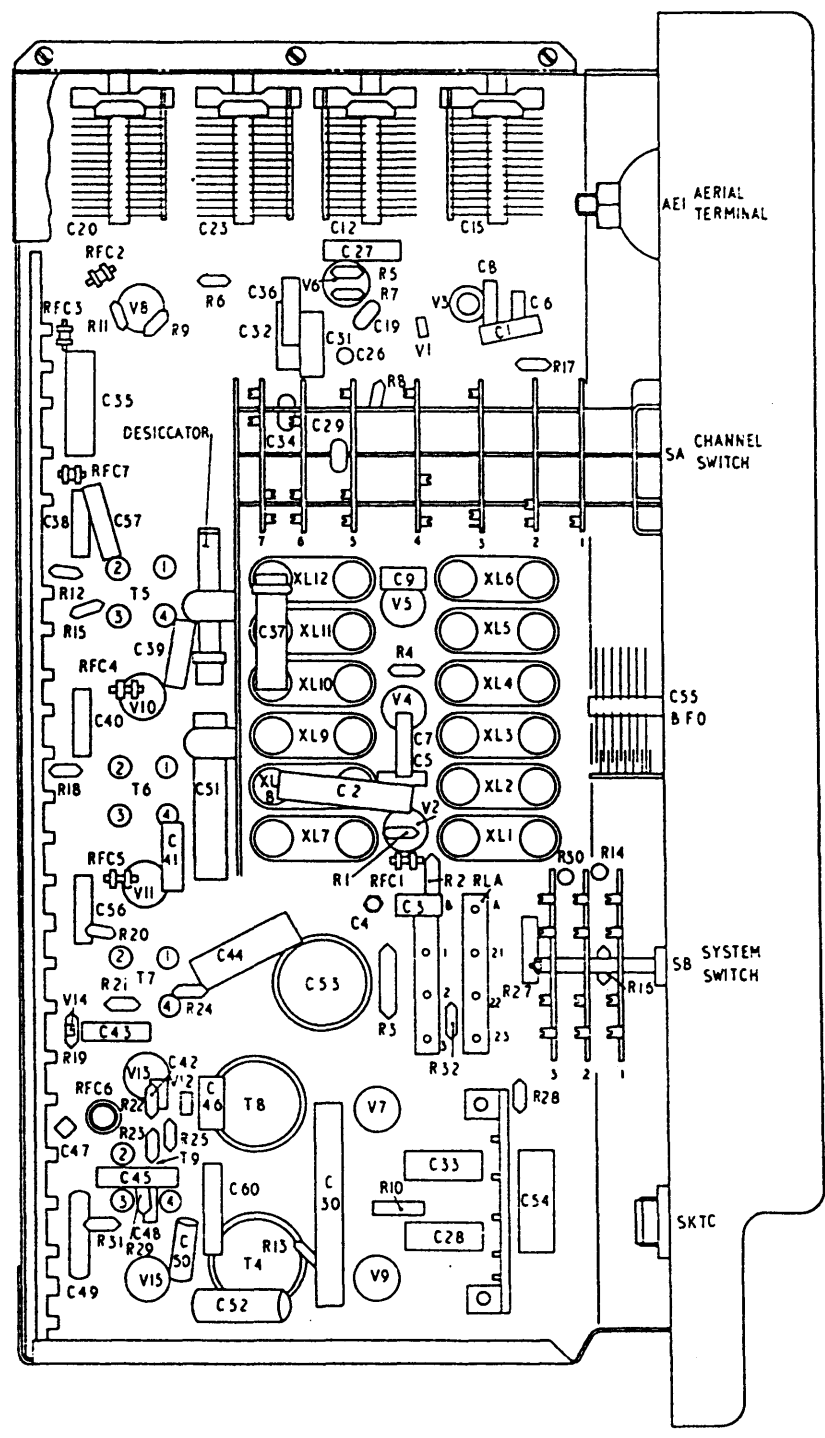 AE1 AERIAL
TERMINAL
C20
C23
C12
C15
C27
RFC2
R5
C8
V6
R6
C36
R7
V3
C6
RFC3
V8
R11
R9
C32
C31
C19
C1
V1
C26
R17
C35
R8
C34
C29
DESICCATOR
SA CHANNEL
SWITCH
RFC7
C38
C57
7 6 5 4 3 2 1
2 1
XL12
C9
XL6
R12
T5
V5
R15
3 4
C37
XL11
XL5
C39
R4
RFC4
XL10
XL4
V10
V4
C55
BFO
C40
C7
XL9
XL3
C5
2 1
R18
T6
C51
XL
8
C2
XL2
3 4
V2
C
41
XL7
XL1
RFC5
R1
RFC1
R2
RLA
R30
R14
V11
C56
C3
B
A
C4
R20
2 1
T7
C44
1
21
SB SYSTEM
SWITCH
R21
C53
R27
R16
V14
4
R24
2
22
C43
R3
R19
3
23
C42
R32
V13
V12
3 2 1
RFC6
R22
C
46
T8
V7
R28
R23
R25
C47
2
T9
C45
C33
C60
C
30
C54
3 4
R10
SKTC
C48
R31
C
50
R13
C28
R29
T4
V15
V9
C49
C52